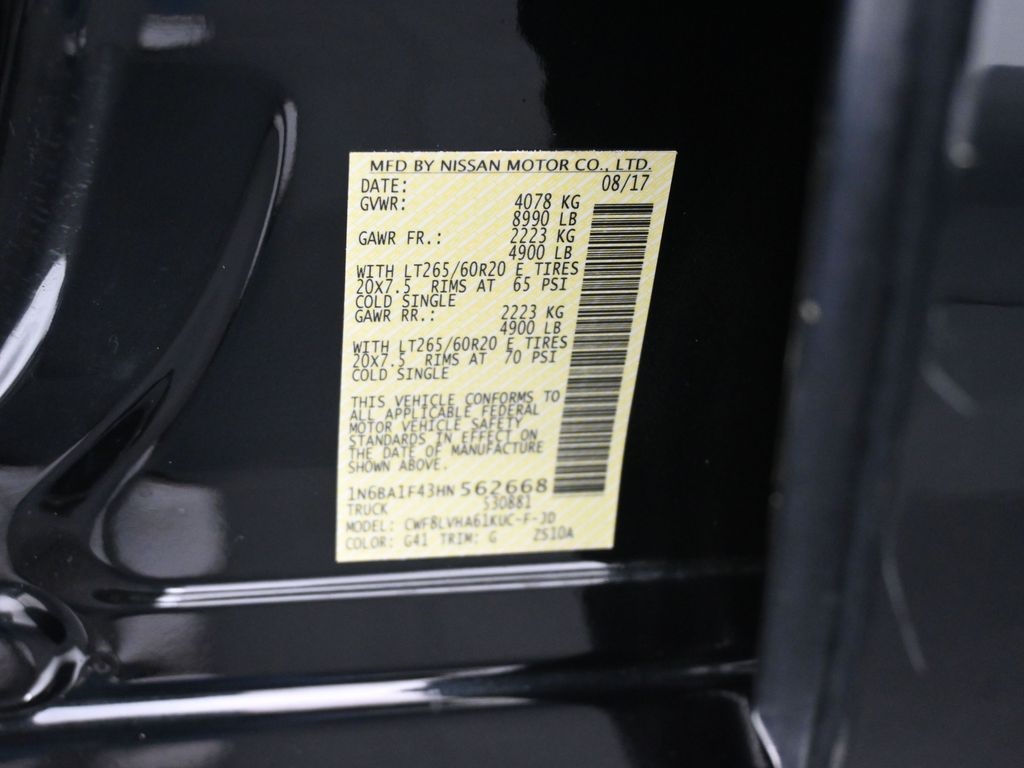 MFD BY NISSAN MOTOR CO., LTD.
DATE: 08/17
GVWR: 4078 KG
8990 LB
GAWR FR.: 2223 KG
4900 LB
WITH LT265/60R20 E TIRES
20x7.5 RIMS AT 65 PSI
COLD SINGLE
GAWR RR.: 2223 KG
4900 LB
WITH LT265/60R20 E TIRES
20x7.5 RIMS AT 70 PSI
COLD SINGLE
THIS VEHICLE CONFORMS TO
ALL APPLICABLE FEDERAL
MOTOR VEHICLE SAFETY
STANDARDS IN EFFECT ON
THE DATE OF MANUFACTURE
SHOWN ABOVE.
1N6BA1F43HN 562668
TRUCK 530881
MODEL: CWF8LVHA61KUC-F-JD
COLOR: G41 TRIM: G ZS10A